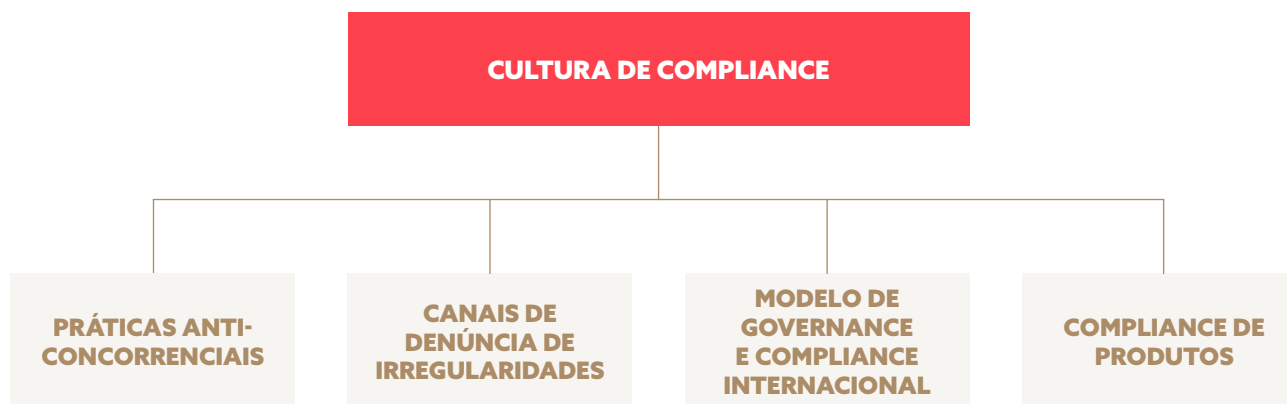 CULTURA DE COMPLIANCE
PRÁTICAS ANTI-
CONCORRENCIAIS
CANAIS DE
DENÚNCIA DE
IRREGULARIDADES
MODELO DE
GOVERNANCE
E COMPLIANCE
INTERNACIONAL
COMPLIANCE DE
PRODUTOS